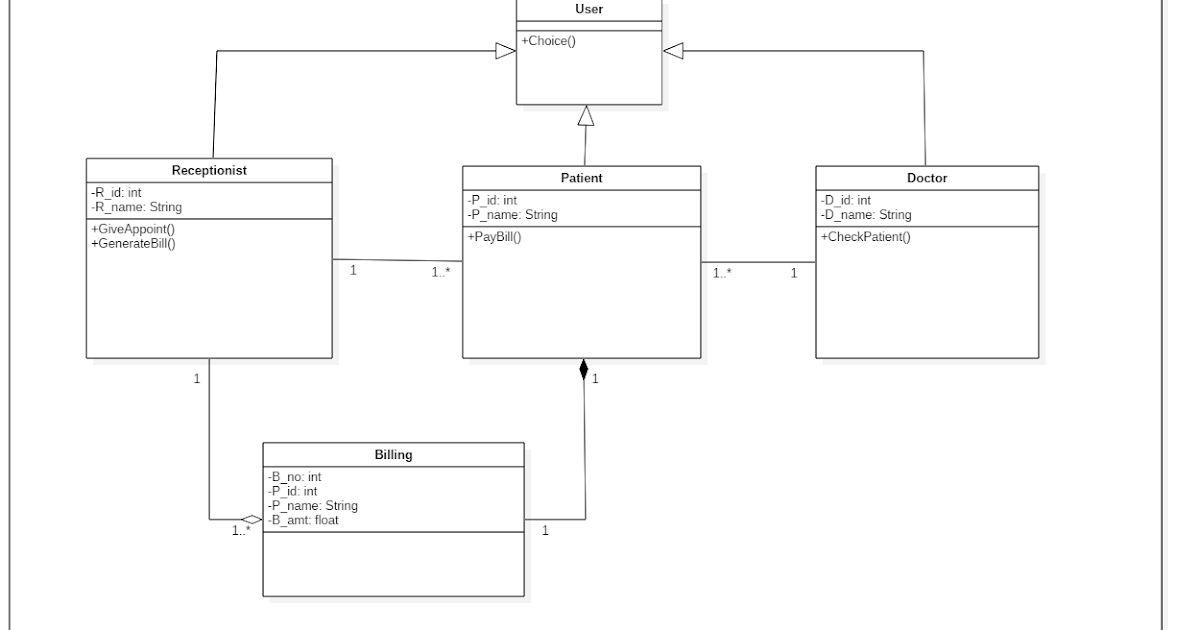 User
+Choice()
Receptionist
-R_id: int
-R_name: String
+GiveAppoint()
+GenerateBill()
Patient
-P_id: int
-P_name: String
+PayBill()
Doctor
-D_id: int
-D_name: String
+CheckPatient()
1
1..*
1..*
1
1
1
Billing
-B_no: int
-P_id: int
-P_name: String
-B_amt: float
1..*
1